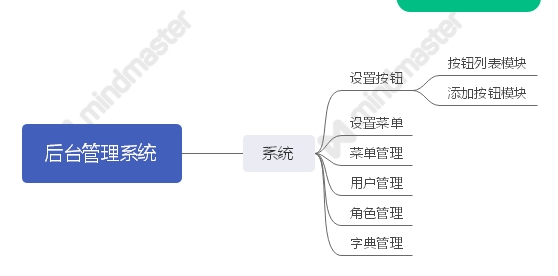 后台管理系统
系统
设置按钮
按钮列表模块
添加按钮模块
设置菜单
菜单管理
用户管理
角色管理
字典管理
mindmaster
mindmaster